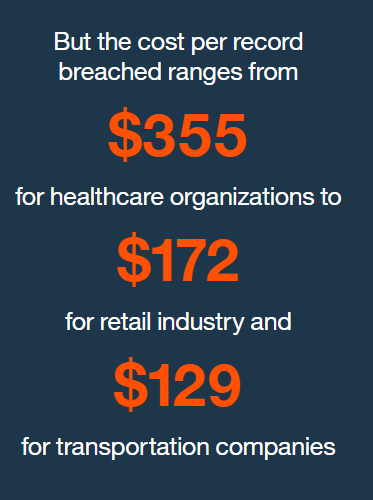 But the cost per record
breached ranges from
$355
for healthcare organizations to
$172
for retail industry and
$129
for transportation companies